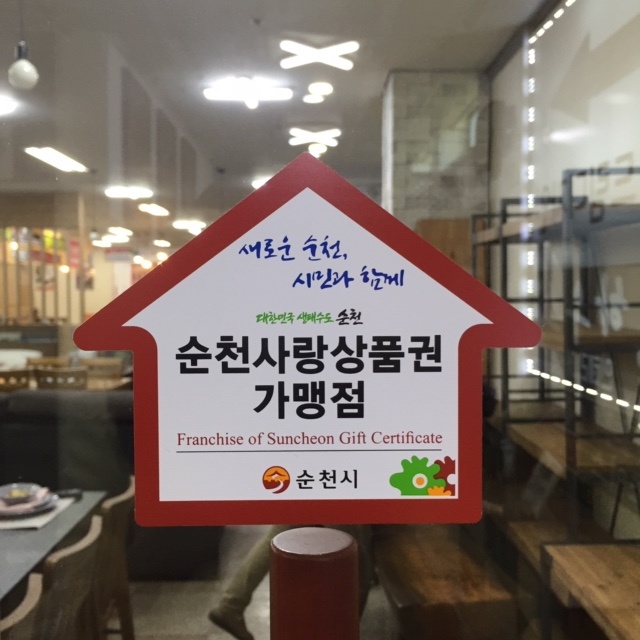 새로운 순천,
시민과 함께
대한민국 생태수도 순천
순천사랑상품권
가맹점
Franchise of Suncheon Gift Certificate
순천시